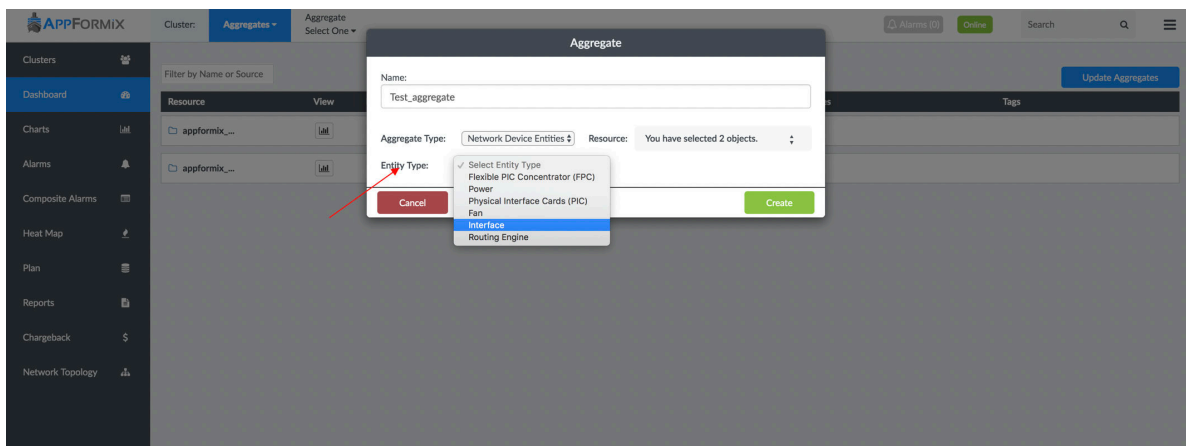 APPFORMIX
Cluster:
Aggregates
Aggregate
Select One
Alarms (0)
Online
Search
Clusters
Dashboard
Charts
Alarms
Composite Alarms
Heat Map
Plan
Reports
Chargeback
Network Topology
Filter by Name or Source
Update Aggregates
Resource
View
Tags
appformix_...
appformix_...
Aggregate
Name:
Test_aggregate
Aggregate Type:
Network Device Entities
Resource:
You have selected 2 objects.
Entity Type:
✓ Select Entity Type
Flexible PIC Concentrator (FPC)
Power
Physical Interface Cards (PIC)
Fan
Interface
Routing Engine
Cancel
Create